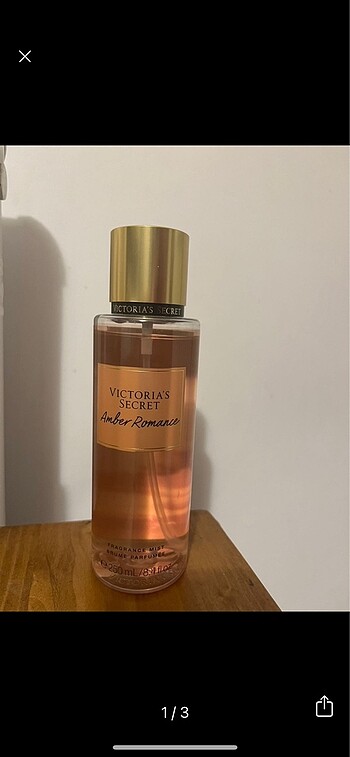 VICTORIA'S SECRET
VICTORIA'S
SECRET
Amber Romance
FRAGRANCE MIST
BRUME PARFUMÉE
250 mL / 8.4 fl oz
1/3